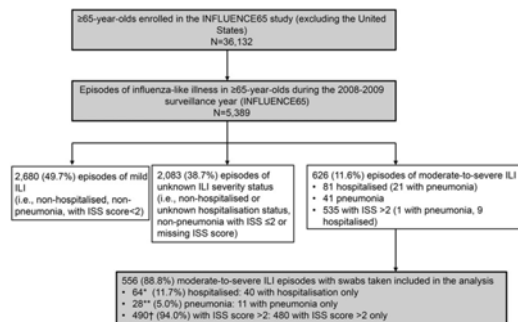 ≥65-year-olds enrolled in the INFLUENCE65 study (excluding the United
States)
N=36,132
Episodes of influenza-like illness in ≥65-year-olds during the 2008-2009
surveillance year (INFLUENCE65)
N=5,389
2,680 (49.7%) episodes of mild
ILI
(i.e., non-hospitalised, non-
pneumonia, with ISS score<2)
2,083 (38.7%) episodes of
unknown ILI severity status
(i.e., non-hospitalised or
unknown hospitalisation status,
non-pneumonia with ISS ≤2 or
missing ISS score)
626 (11.6%) episodes of moderate-to-severe ILI
• 81 hospitalised (21 with pneumonia)
• 41 pneumonia
• 535 with ISS >2 (1 with pneumonia, 9
hospitalised)
556 (88.8%) moderate-to-severe ILI episodes with swabs taken included in the analysis
• 64* (11.7%) hospitalised: 40 with hospitalisation only
• 28** (5.0%) pneumonia: 11 with pneumonia only
• 490† (94.0%) with ISS score >2: 480 with ISS score >2 only